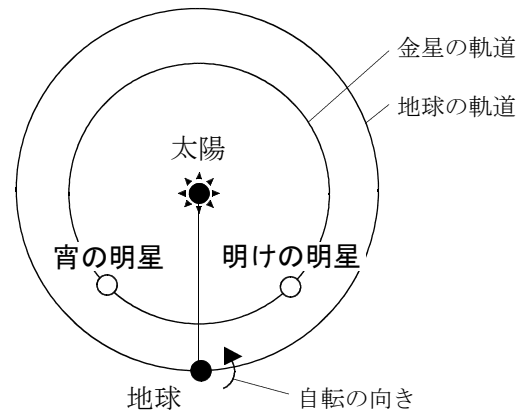 金星の軌道
地球の軌道
太陽
宵の明星
明けの明星
地球
自転の向き